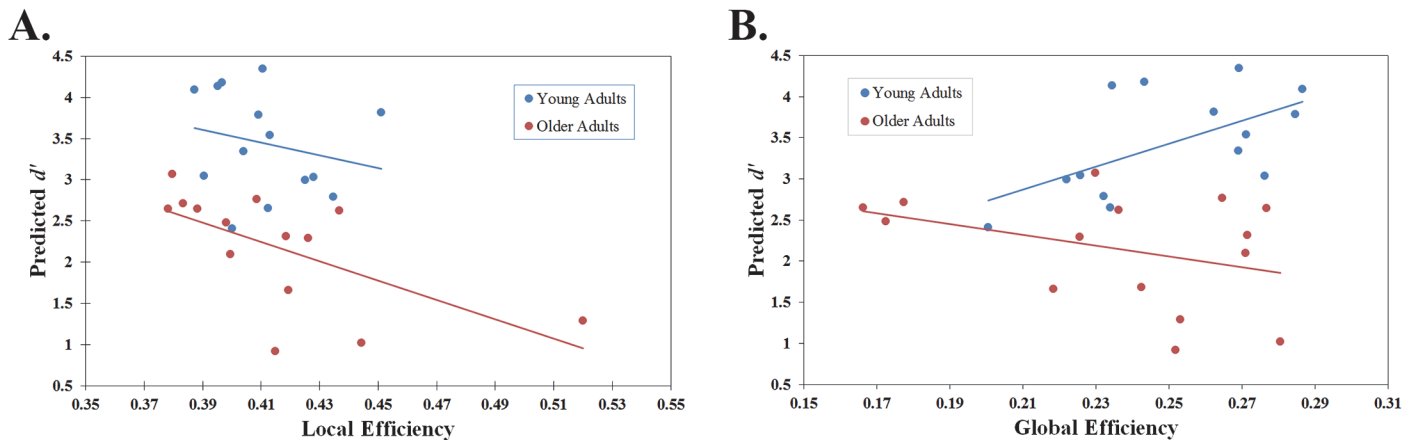 A.
4.5
4
3.5
3
2.5
2
1.5
1
0.5
Predicted d'
Young Adults
Older Adults
0.35 0.37 0.39 0.41 0.43 0.45 0.47 0.49 0.51 0.53 0.55
Local Efficiency
B.
4.5
4
3.5
3
2.5
2
1.5
1
0.5
Predicted d'
Young Adults
Older Adults
0.15 0.17 0.19 0.21 0.23 0.25 0.27 0.29 0.31
Global Efficiency